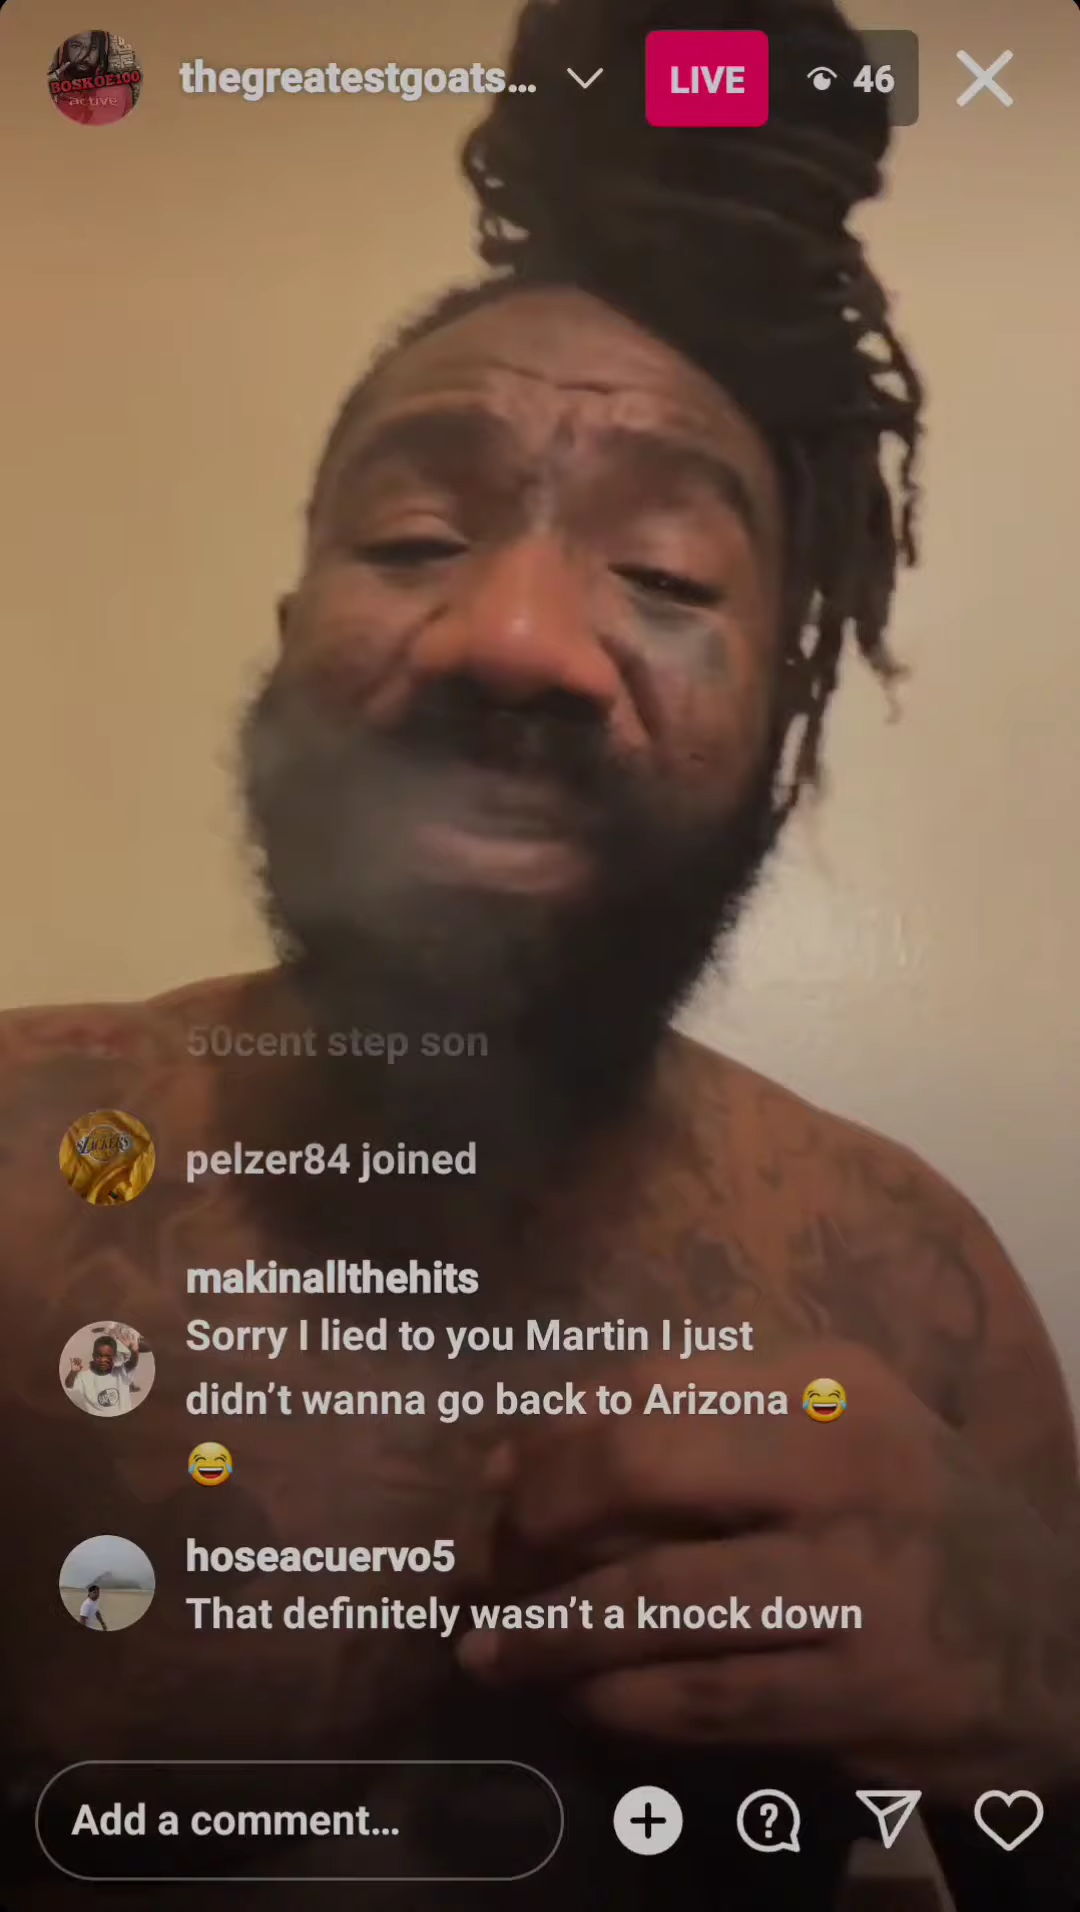 BOSKOE100
active
thegreatestgoats...
LIVE
46
50cent step son
LAKERS
pelzer84 joined
makinallthehits
Sorry I lied to you Martin I just
didn't wanna go back to Arizona 😂
😂
hoseacuervo5
That definitely wasn't a knock down
Add a comment...